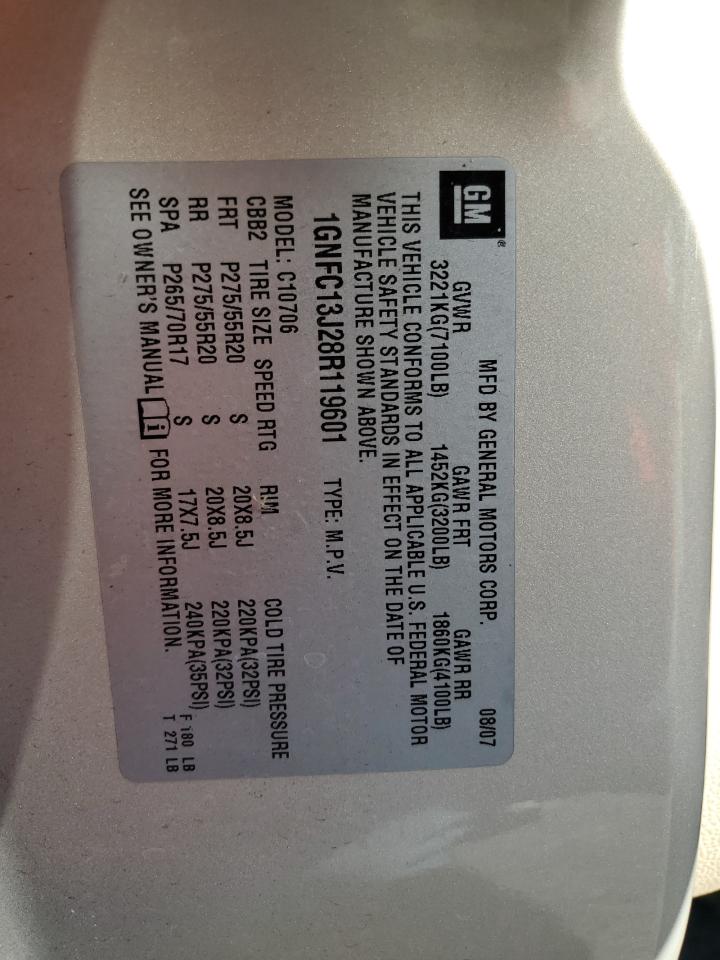 GM®
MFD BY GENERAL MOTORS CORP. 08/07
GVWR GAWR FRT GAWR RR
3221KG(7100LB) 1452KG(3200LB) 1860KG(4100LB)
THIS VEHICLE CONFORMS TO ALL APPLICABLE U.S. FEDERAL MOTOR
VEHICLE SAFETY STANDARDS IN EFFECT ON THE DATE OF
MANUFACTURE SHOWN ABOVE.
1GNFC13J28R119601 TYPE: M.P.V.
MODEL: C10706
CBB2 TIRE SIZE SPEED RTG RIM COLD TIRE PRESSURE
FRT P275/55R20 S 20X8.5J 220KPA(32PSI)
RR P275/55R20 S 20X8.5J 220KPA(32PSI)
SPA P265/70R17 S 17X7.5J 240KPA(35PSI) F 180 LB
SEE OWNER'S MANUAL i FOR MORE INFORMATION. T 271 LB